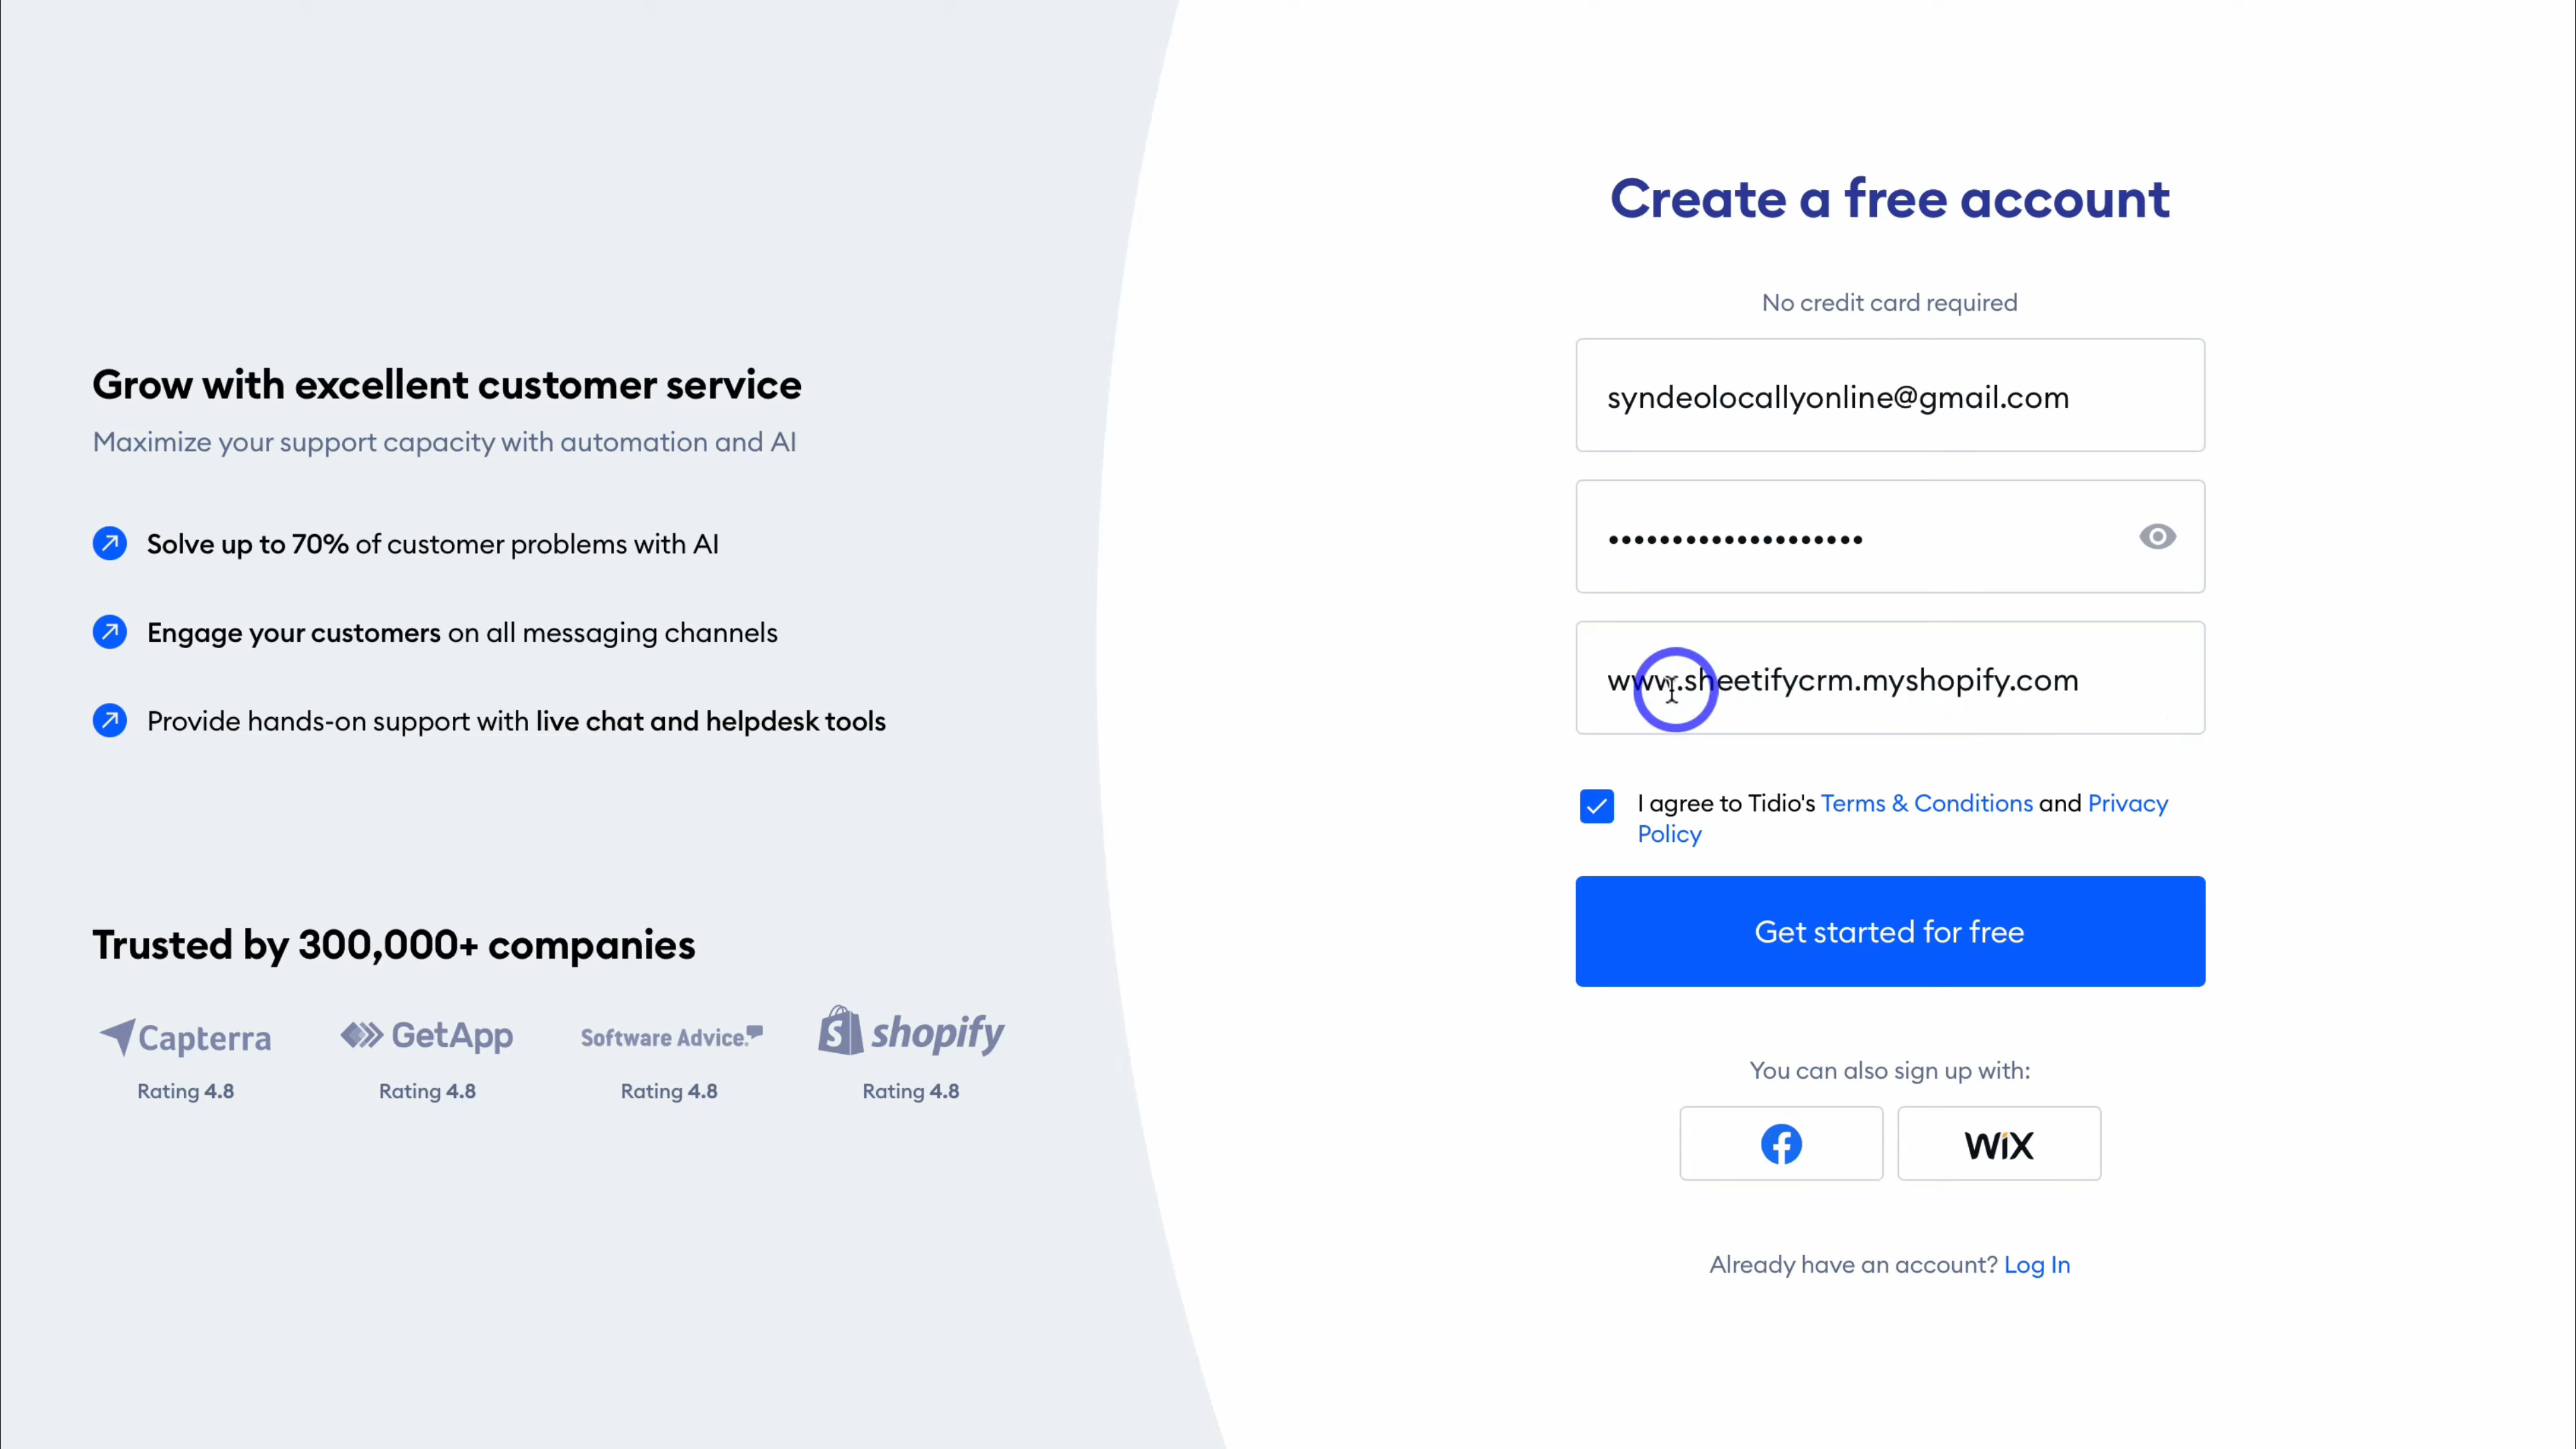 Grow with excellent customer service
Maximize your support capacity with automation and AI
Solve up to 70% of customer problems with AI
Engage your customers on all messaging channels
Provide hands-on support with live chat and helpdesk tools
Trusted by 300,000+ companies
Capterra
Rating 4.8
GetApp
Rating 4.8
Software Advice.
Rating 4.8
shopify
Rating 4.8
Create a free account
No credit card required
syndeolocallyonline@gmail.com
www.sheetifycrm.myshopify.com
I agree to Tidio's Terms & Conditions and Privacy
Policy
Get started for free
You can also sign up with:
WiX
Already have an account? Log In